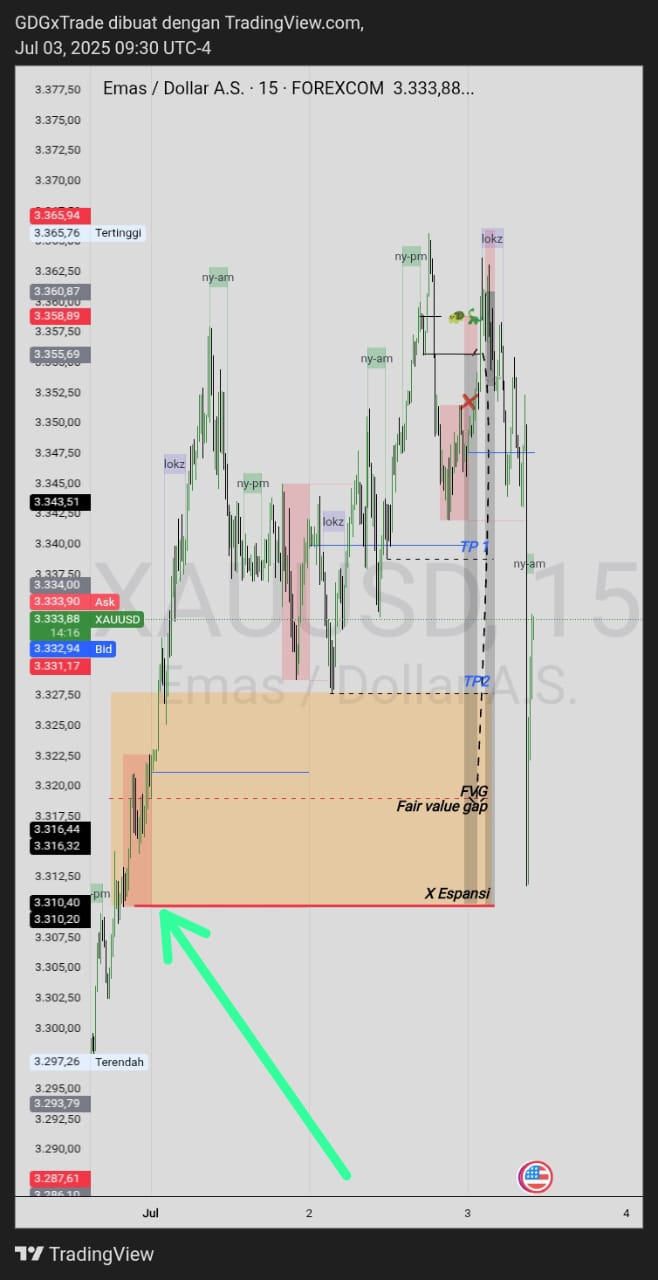 GDGxTrade dibuat dengan TradingView.com,
Jul 03, 2025 09:30 UTC-4
Emas / Dollar A.S. · 15 · FOREXCOM 3.333,88...
3.377,50
3.375,00
3.372,50
3.370,00
3.365,94
3.365,76 Tertinggi
3.362,50
3.360,87
3.360,00
3.358,89
3.357,50
3.355,69
3.352,50
3.350,00
3.347,50
3.345,00
3.343,51
3.342,50
3.340,00
3.337,50
3.334,00
3.333,90 Ask
3.333,88 XAUUSD
14:16
3.332,94 Bid
3.331,17
3.327,50
3.325,00
3.322,50
3.320,00
3.317,50
3.316,44
3.316,32
3.312,50
3.310,40
3.310,20
3.307,50
3.305,00
3.302,50
3.300,00
3.297,26 Terendah
3.295,00
3.293,79
3.292,50
3.290,00
3.287,61
3.286,10
lokz
ny-pm
ny-am
ny-am
lokz
ny-pm
lokz
TP 1
ny-am
XAUUSD, 15
Emas / Dollar A.S.
TP2
FVG
Fair value gap
X Espansi
-pm
Jul
2
3
4
TradingView